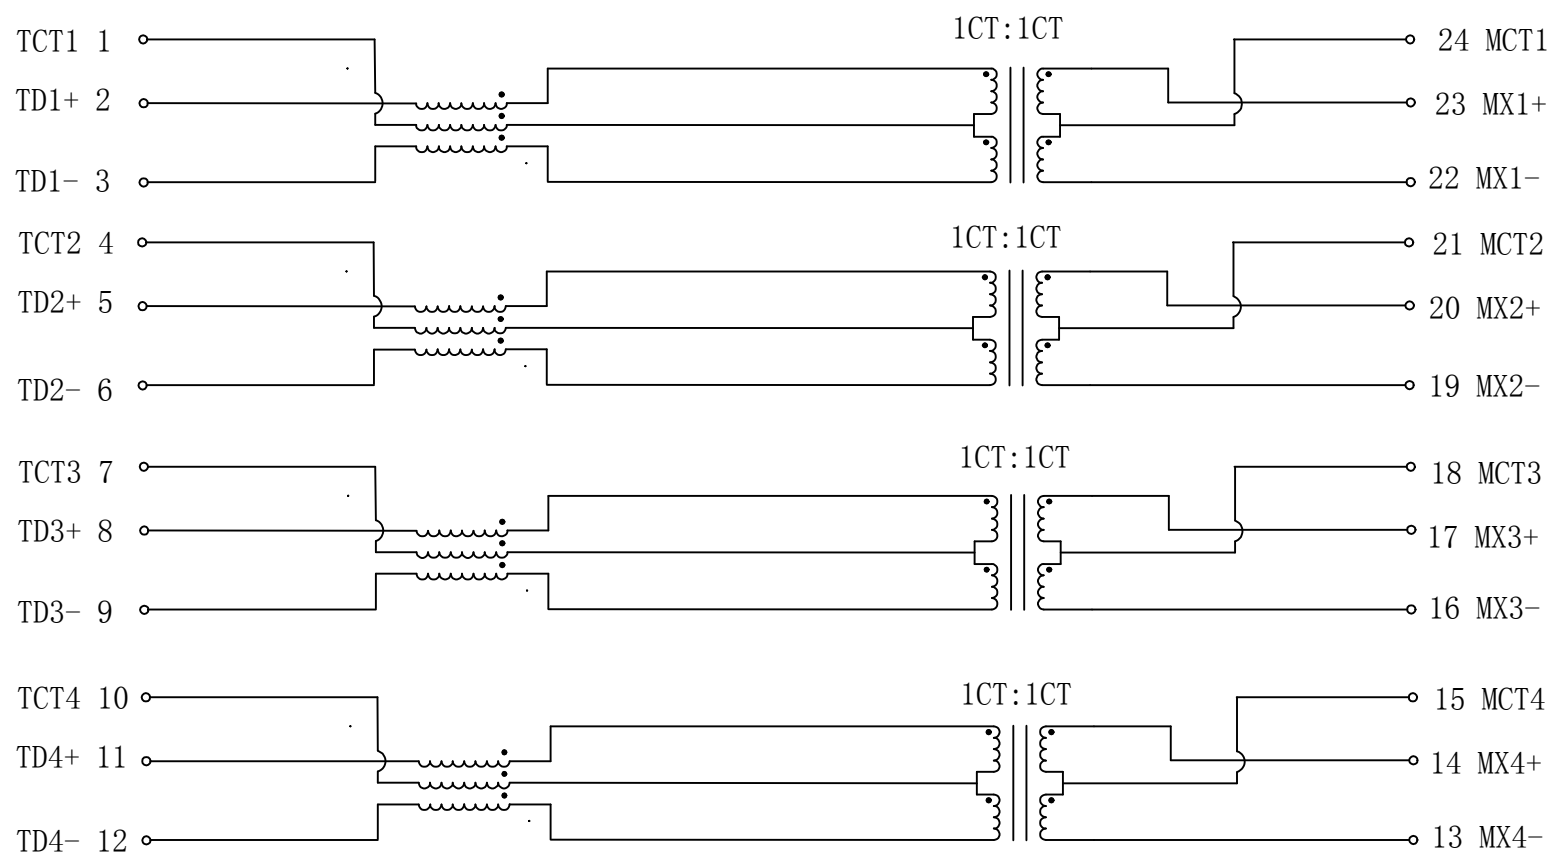 TCT1 1
1CT:1CT
24 MCT1
TD1+ 2
23 MX1+
TD1- 3
22 MX1-
TCT2 4
1CT:1CT
21 MCT2
TD2+ 5
20 MX2+
TD2- 6
19 MX2-
TCT3 7
1CT:1CT
18 MCT3
TD3+ 8
17 MX3+
TD3- 9
16 MX3-
TCT4 10
1CT:1CT
15 MCT4
TD4+ 11
14 MX4+
TD4- 12
13 MX4-